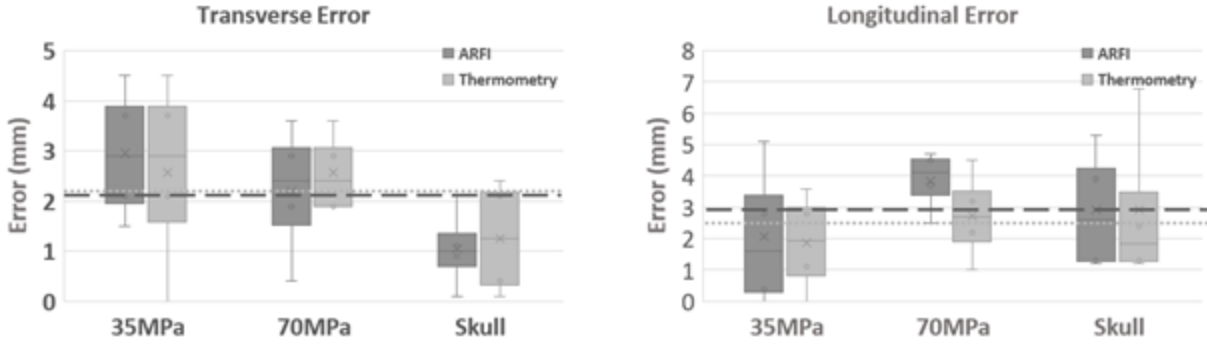 Transverse Error
5
4
3
2
1
0
Error (mm)
ARFI
Thermometry
35MPa
70MPa
Skull
Longitudinal Error
8
7
6
5
4
3
2
1
0
Error (mm)
ARFI
Thermometry
35MPa
70MPa
Skull